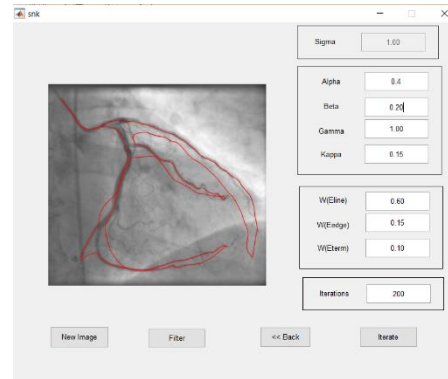 snk
Sigma 1.00
Alpha 0.4
Beta 0.20
Gamma 1.00
Kappa 0.15
W(Eline) 0.60
W(Eedge) 0.15
W(Eterm) 0.10
Iterations 200
New Image Filter << Back Iterate